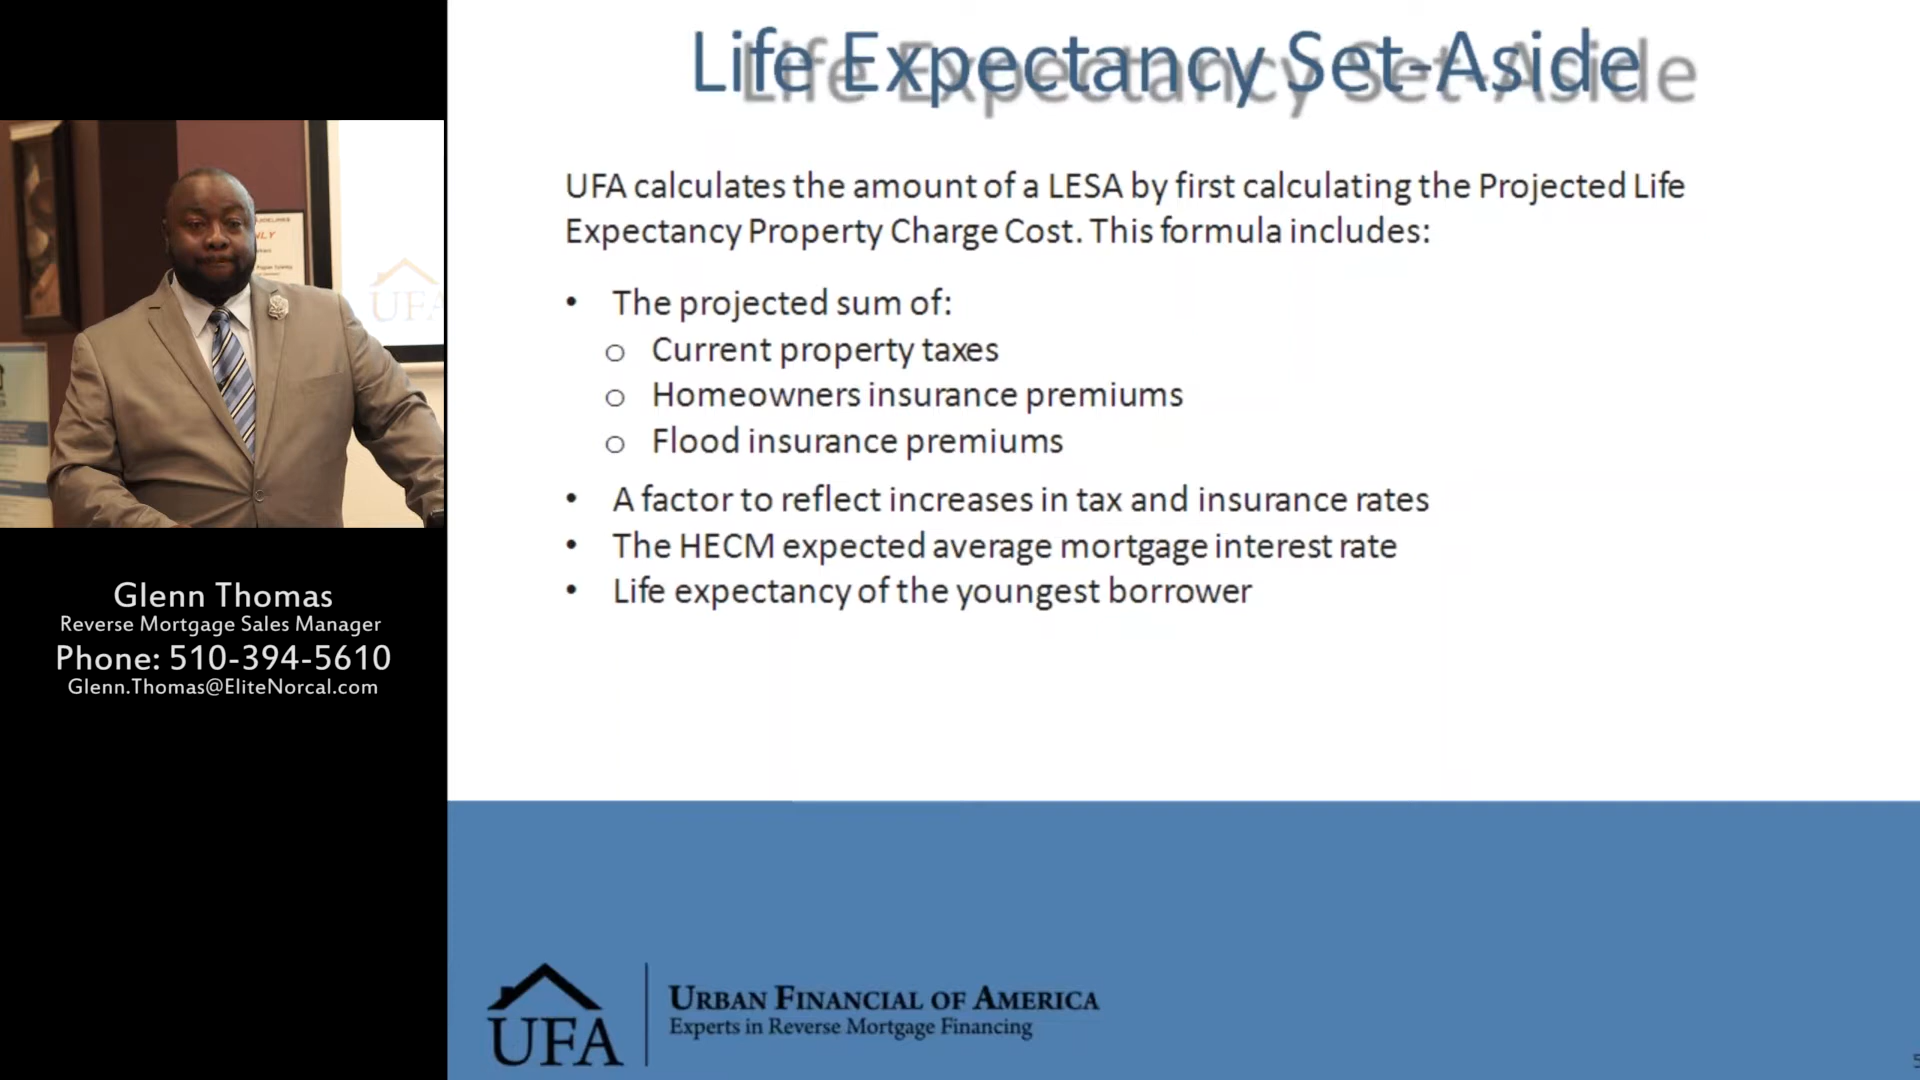 Life Expectancy Set-Aside
UFA calculates the amount of a LESA by first calculating the Projected Life
Expectancy Property Charge Cost. This formula includes:
• The projected sum of:
o Current property taxes
o Homeowners insurance premiums
o Flood insurance premiums
• A factor to reflect increases in tax and insurance rates
• The HECM expected average mortgage interest rate
• Life expectancy of the youngest borrower
UFA
Glenn Thomas
Reverse Mortgage Sales Manager
Phone: 510-394-5610
Glenn.Thomas@EliteNorcal.com
UFA
URBAN FINANCIAL OF AMERICA
Experts in Reverse Mortgage Financing